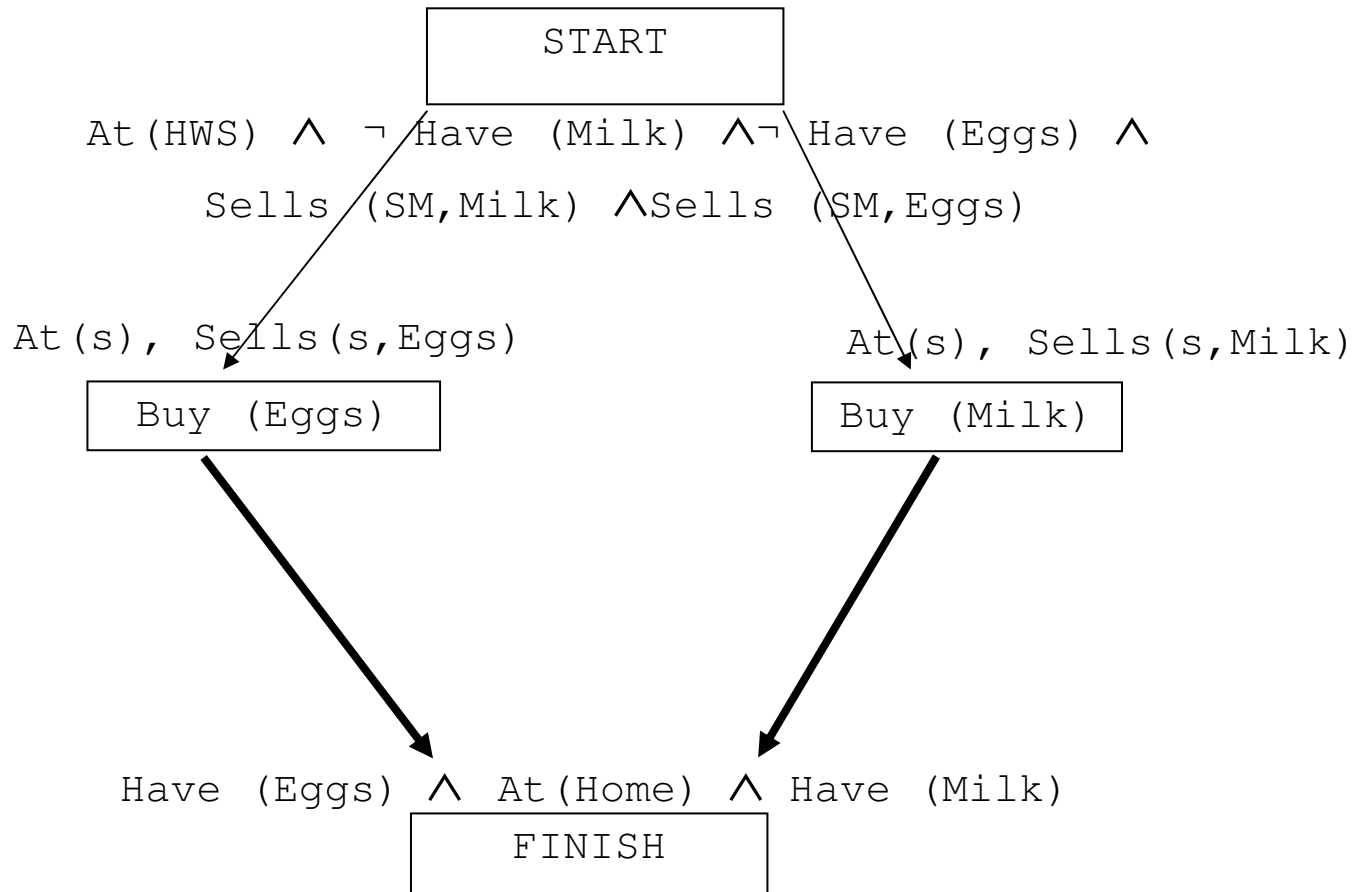 START
At(HWS) ∧ ¬ Have (Milk) ∧¬ Have (Eggs) ∧
Sells (SM,Milk) ∧Sells (SM,Eggs)
At(s), Sells(s,Eggs)
At(s), Sells(s,Milk)
Buy (Eggs)
Buy (Milk)
Have (Eggs) ∧ At(Home) ∧ Have (Milk)
FINISH